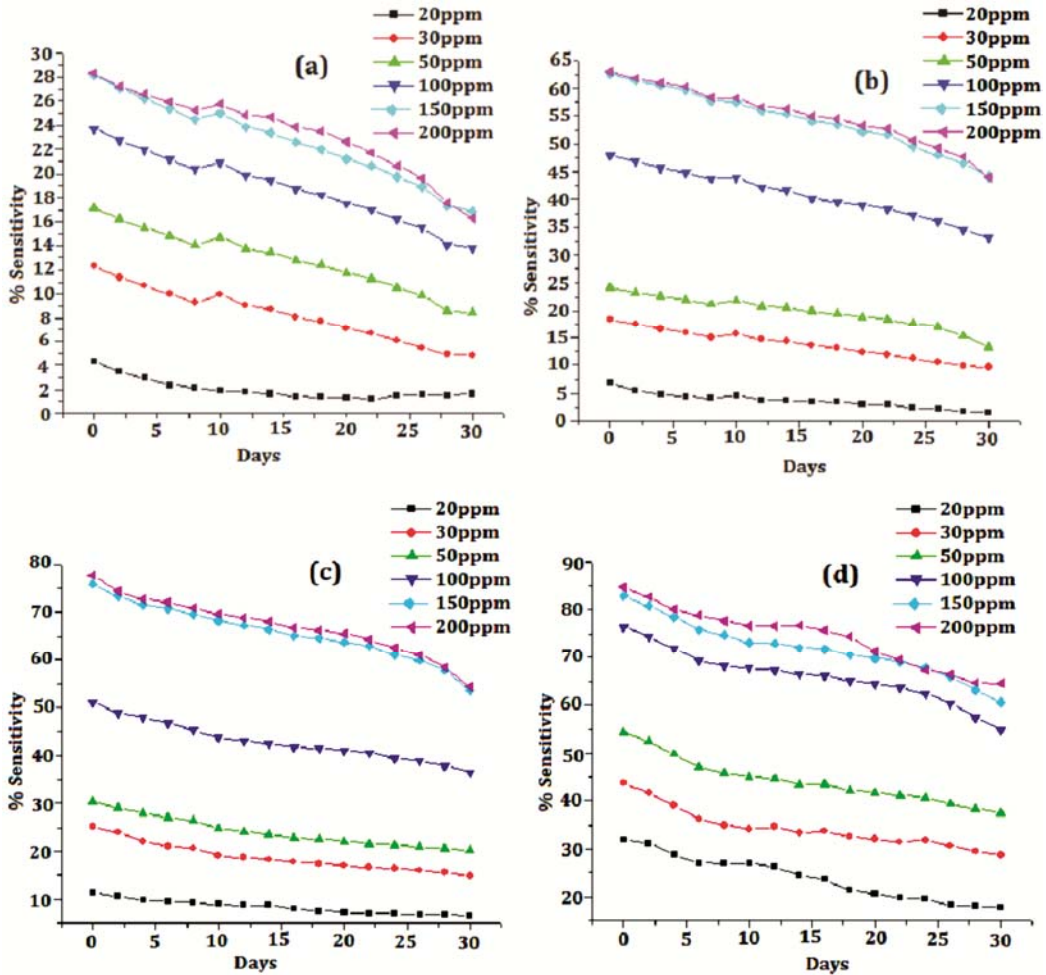 20ppm
30ppm
50ppm
100ppm
150ppm
200ppm
(a)
% Sensitivity
30
28
26
24
22
20
18
16
14
12
10
8
6
4
2
0
0 5 10 15 20 25 30
Days
20ppm
30ppm
50ppm
100ppm
150ppm
200ppm
(b)
% Sensitivity
65
60
55
50
45
40
35
30
25
20
15
10
5
0
0 5 10 15 20 25 30
Days
20ppm
30ppm
50ppm
100ppm
150ppm
200ppm
(c)
% Sensitivity
80
70
60
50
40
30
20
10
0 5 10 15 20 25 30
Days
20ppm
30ppm
50ppm
100ppm
150ppm
200ppm
(d)
% Sensitivity
90
80
70
60
50
40
30
20
0 5 10 15 20 25 30
Days